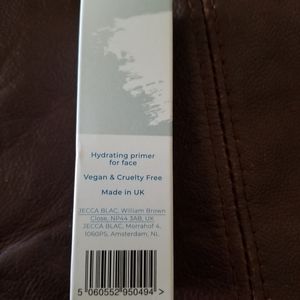 Hydrating primer
for face
Vegan & Cruelty Free
Made in UK
JECCA BLAC, William Brown
Close, NP44 3AB, UK
JECCA BLAC, Morrahof 4,
1060PS, Amsterdam, NL
5 060552 950494 >